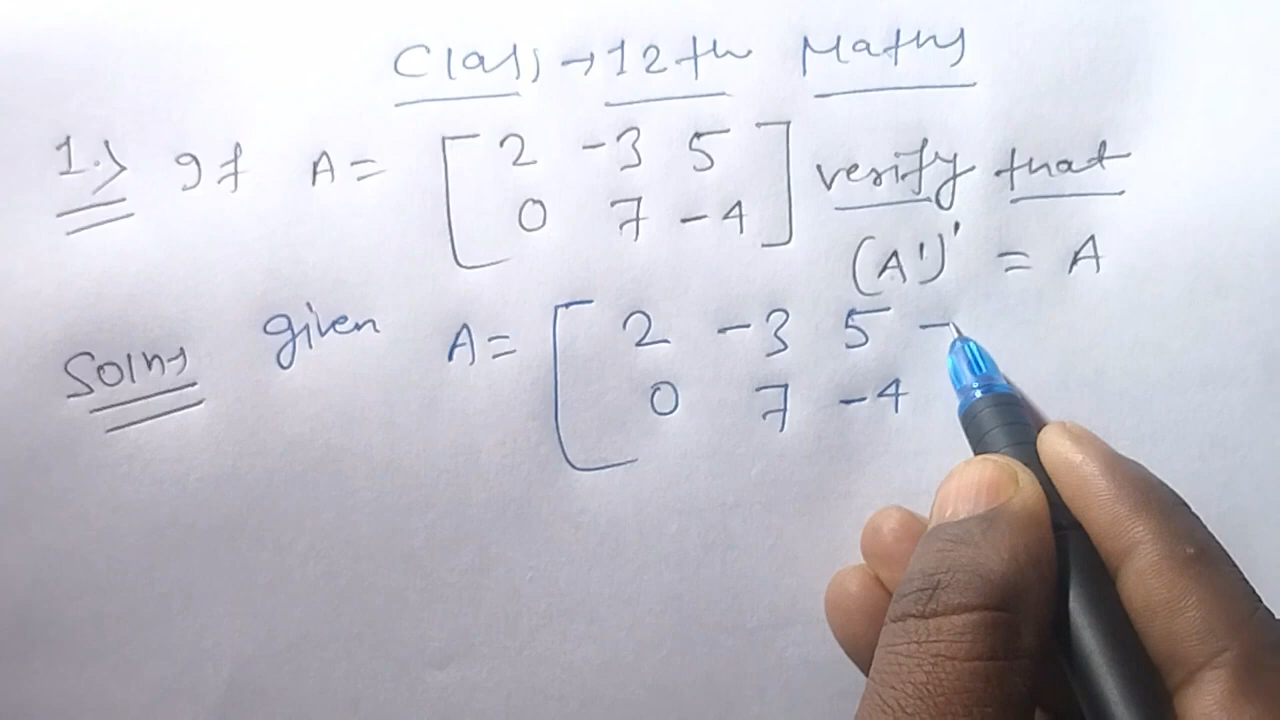 Class → 12th Maths
1.> If A = [ 2 -3 5 ] verify that
0 7 -4
(A')' = A
Solns given A = [ 2 -3 5
0 7 -4